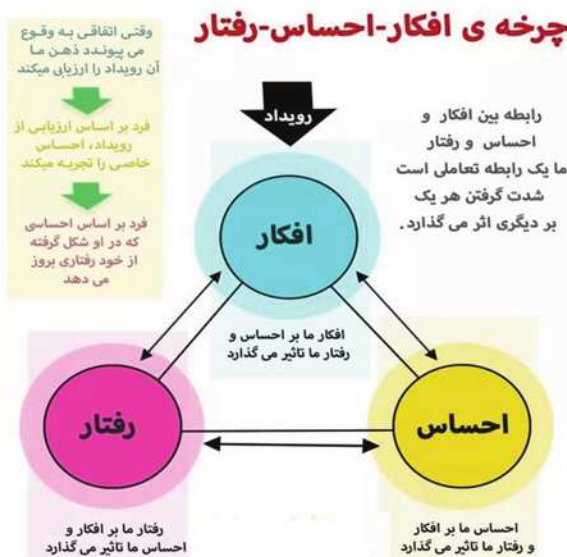 چرخه ی افکار-احساس-رفتار
وقتی اتفاقی به وقوع
می پیوندد ذهن ما
آن رویداد را ارزیابی میکند
فرد بر اساس ارزیابی از
رویداد، احساس
خاصی را تجربه میکند
فرد بر اساس احساسی
که در او شکل گرفته
از خود رفتاری بروز
می دهد
رویداد
رابطه بین افکار و
احساس و رفتار
ما یک رابطه تعاملی است
شدت گرفتن هر یک
بر دیگری اثر می گذارد.
افکار
افکار ما بر احساس و
رفتار ما تاثیر می گذارد
احساس
احساس ما بر افکار
و رفتار ما تاثیر می گذارد
رفتار
رفتار ما بر افکار و
احساس ما تاثیر می گذارد